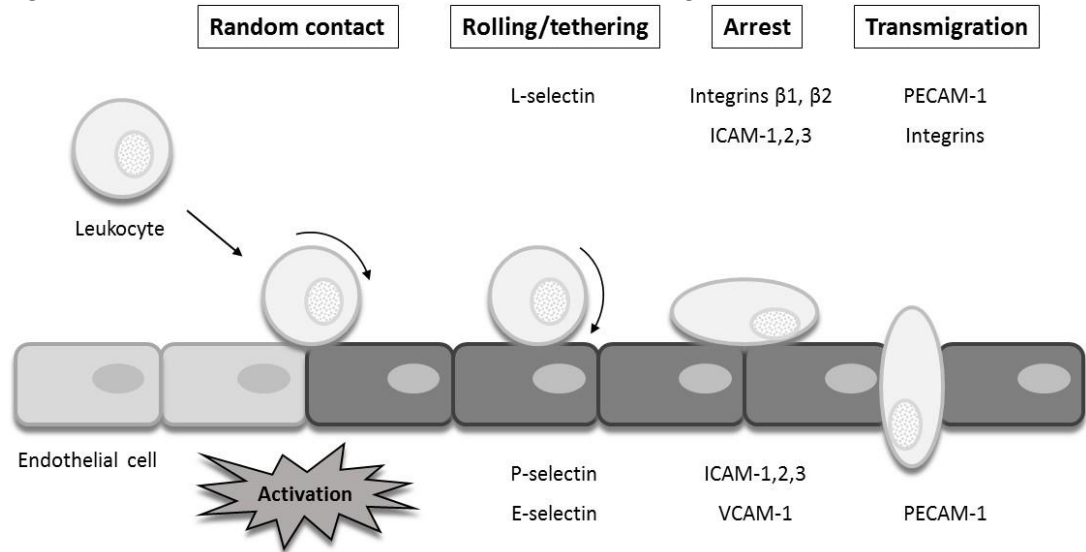 Random contact
Rolling/tethering
Arrest
Transmigration
L-selectin
Integrins β1, β2
PECAM-1
ICAM-1,2,3
Integrins
Leukocyte
Endothelial cell
Activation
P-selectin
ICAM-1,2,3
E-selectin
VCAM-1
PECAM-1